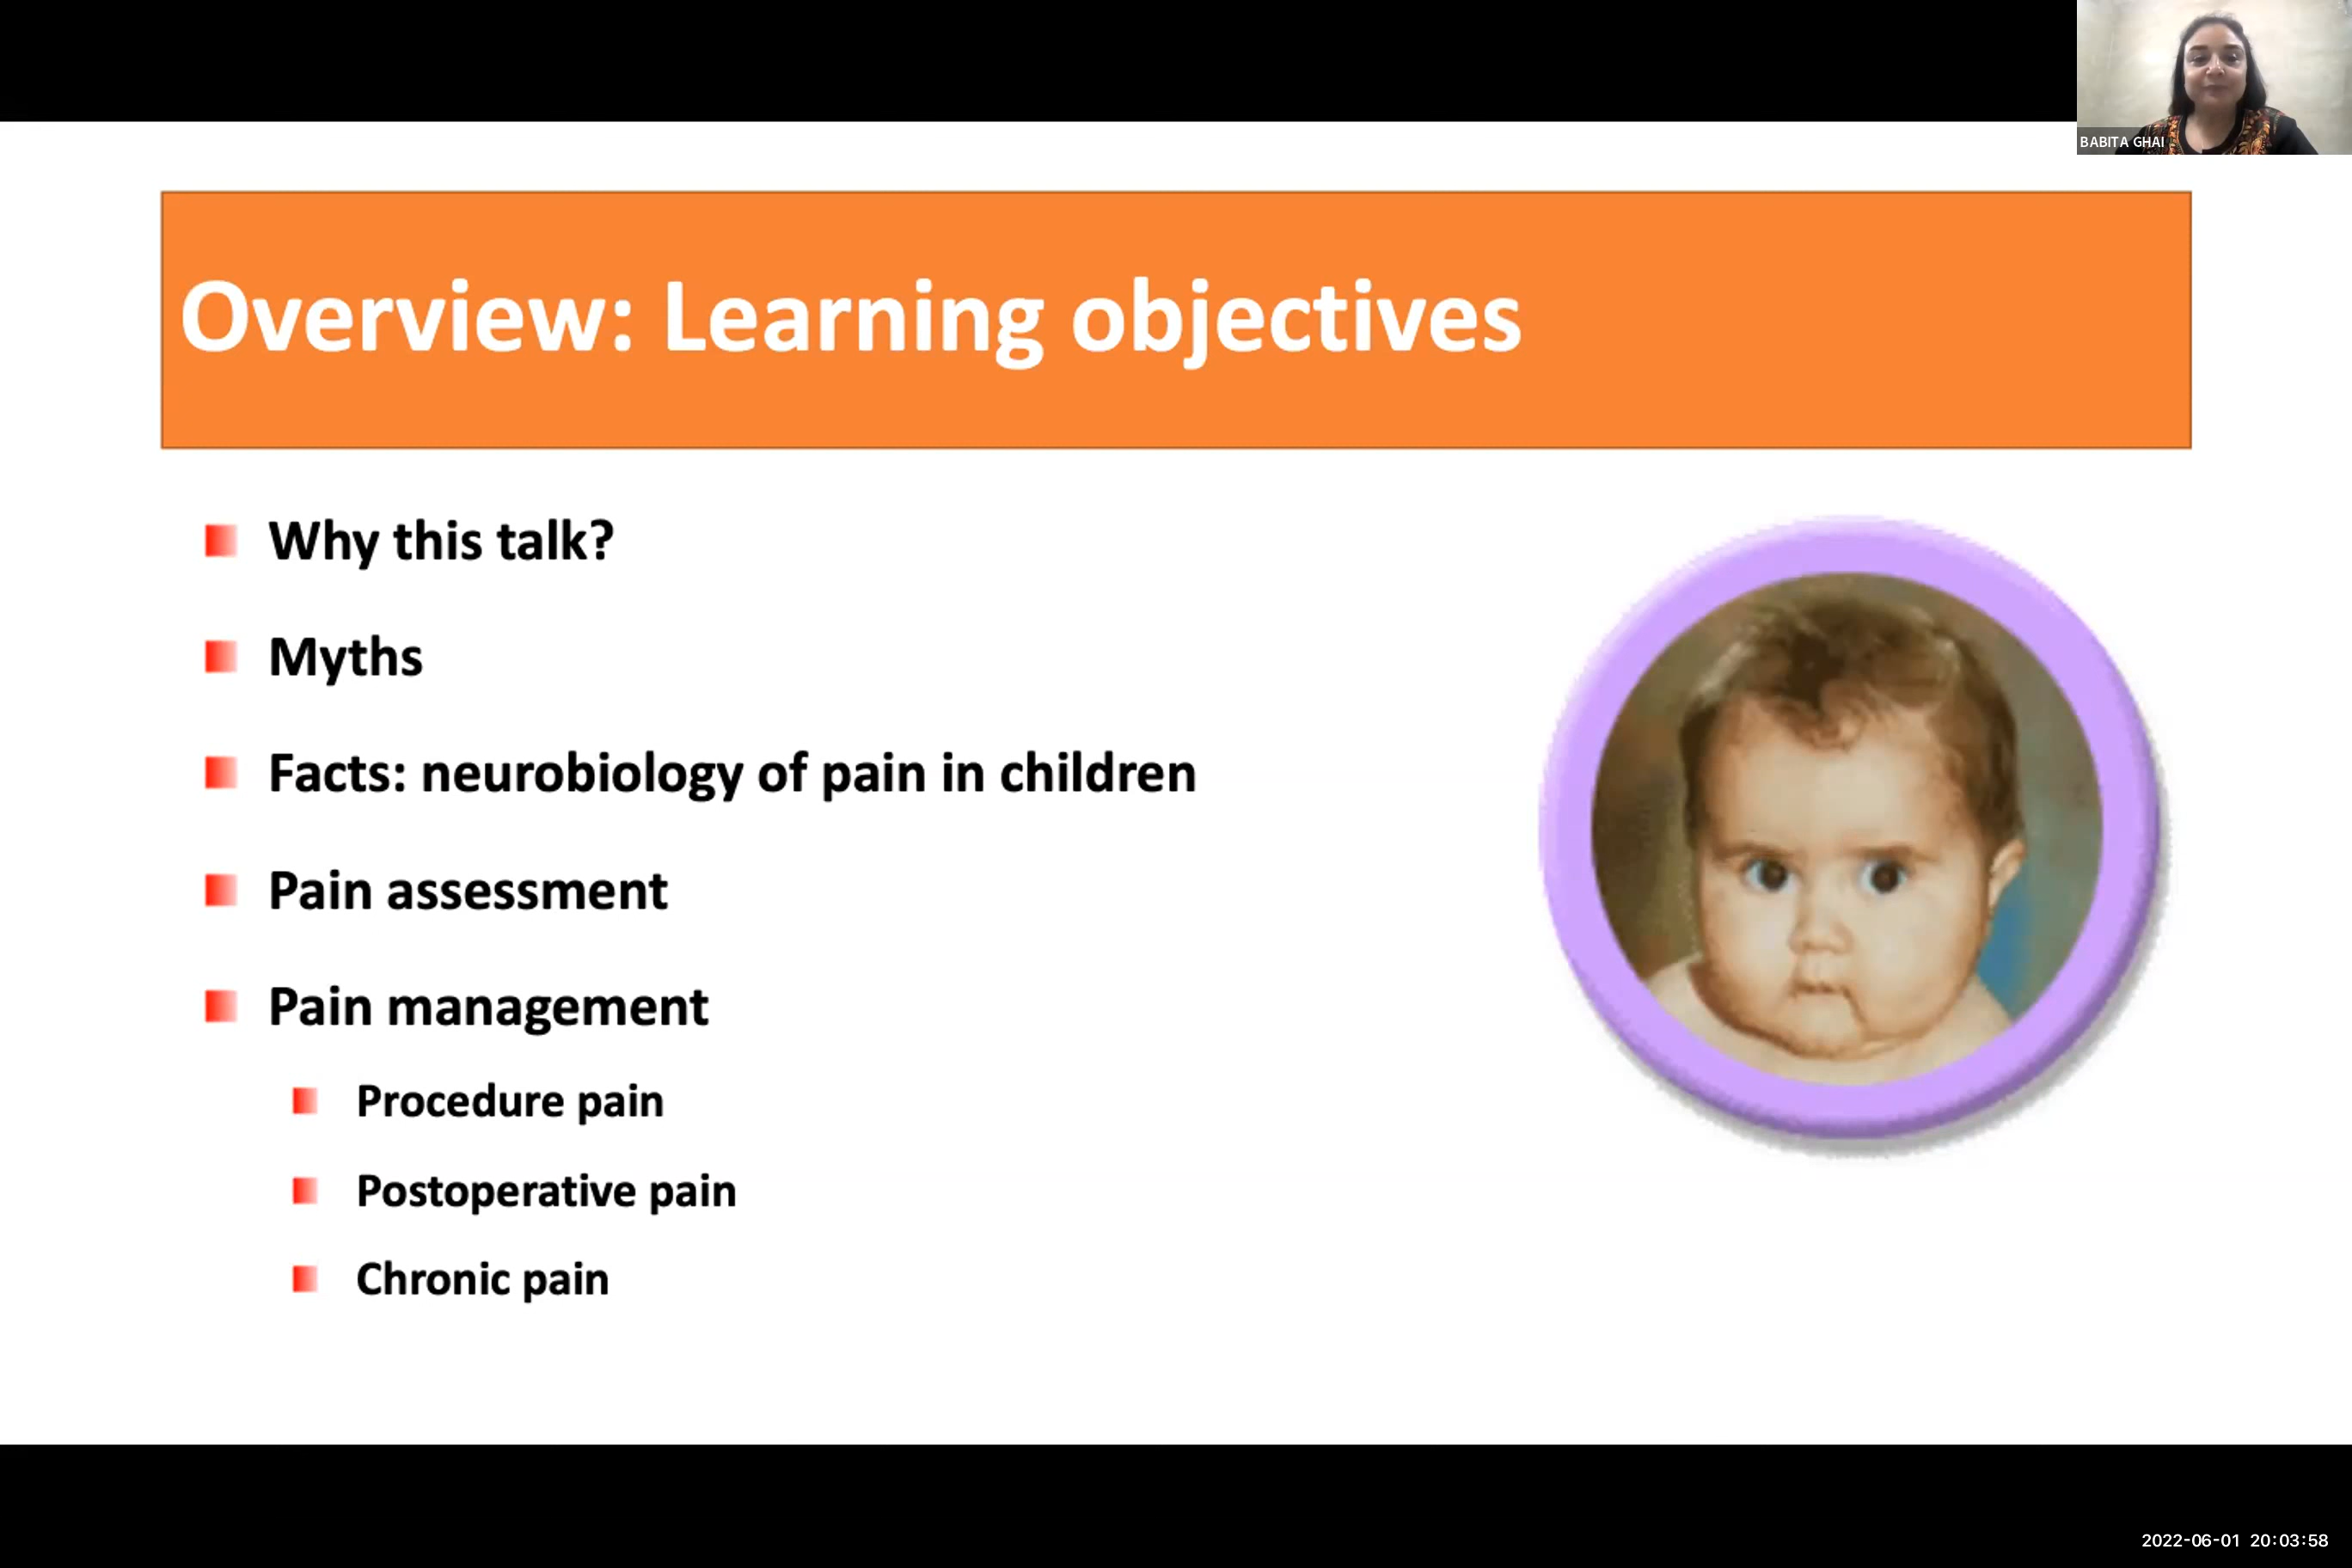 BABITA GHAI
Overview: Learning objectives
Why this talk?
Myths
Facts: neurobiology of pain in children
Pain assessment
Pain management
Procedure pain
Postoperative pain
Chronic pain
2022-06-01 20:03:58